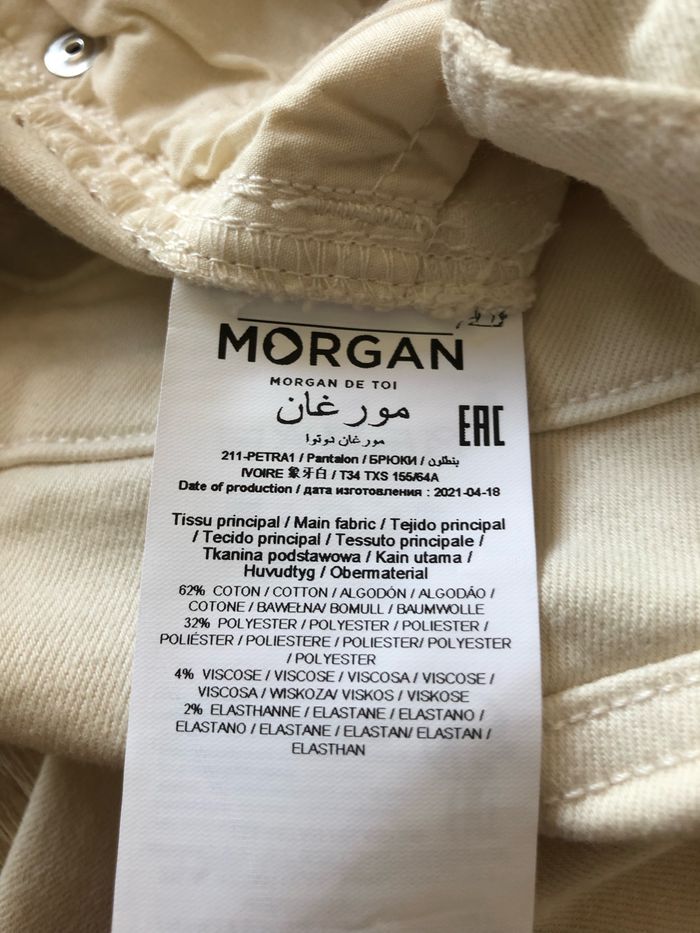 MORGAN
MORGAN DE TOI
مورغان
مورغان دوتوا
EAC
211-PETRA1 / Pantalon / БРЮКИ / بنطلون
IVOIRE 象牙白 / T34 TXS 155/64A
Date of production / дата изготовления : 2021-04-18
Tissu principal / Main fabric / Tejido principal
/ Tecido principal / Tessuto principale /
Tkanina podstawowa / Kain utama /
Huvudtyg / Obermaterial
62% COTON / COTTON / ALGODÓN / ALGODÃO /
COTONE / BAWEŁNA/ BOMULL / BAUMWOLLE
32% POLYESTER / POLYESTER / POLIESTER /
POLIÉSTER / POLIESTERE / POLIESTER/ POLYESTER
/ POLYESTER
4% VISCOSE / VISCOSE / VISCOSA / VISCOSE /
VISCOSA / WISKOZA/ VISKOS / VISKOSE
2% ELASTHANNE / ELASTANE / ELASTANO /
ELASTANO / ELASTANE / ELASTAN/ ELASTAN /
ELASTHAN